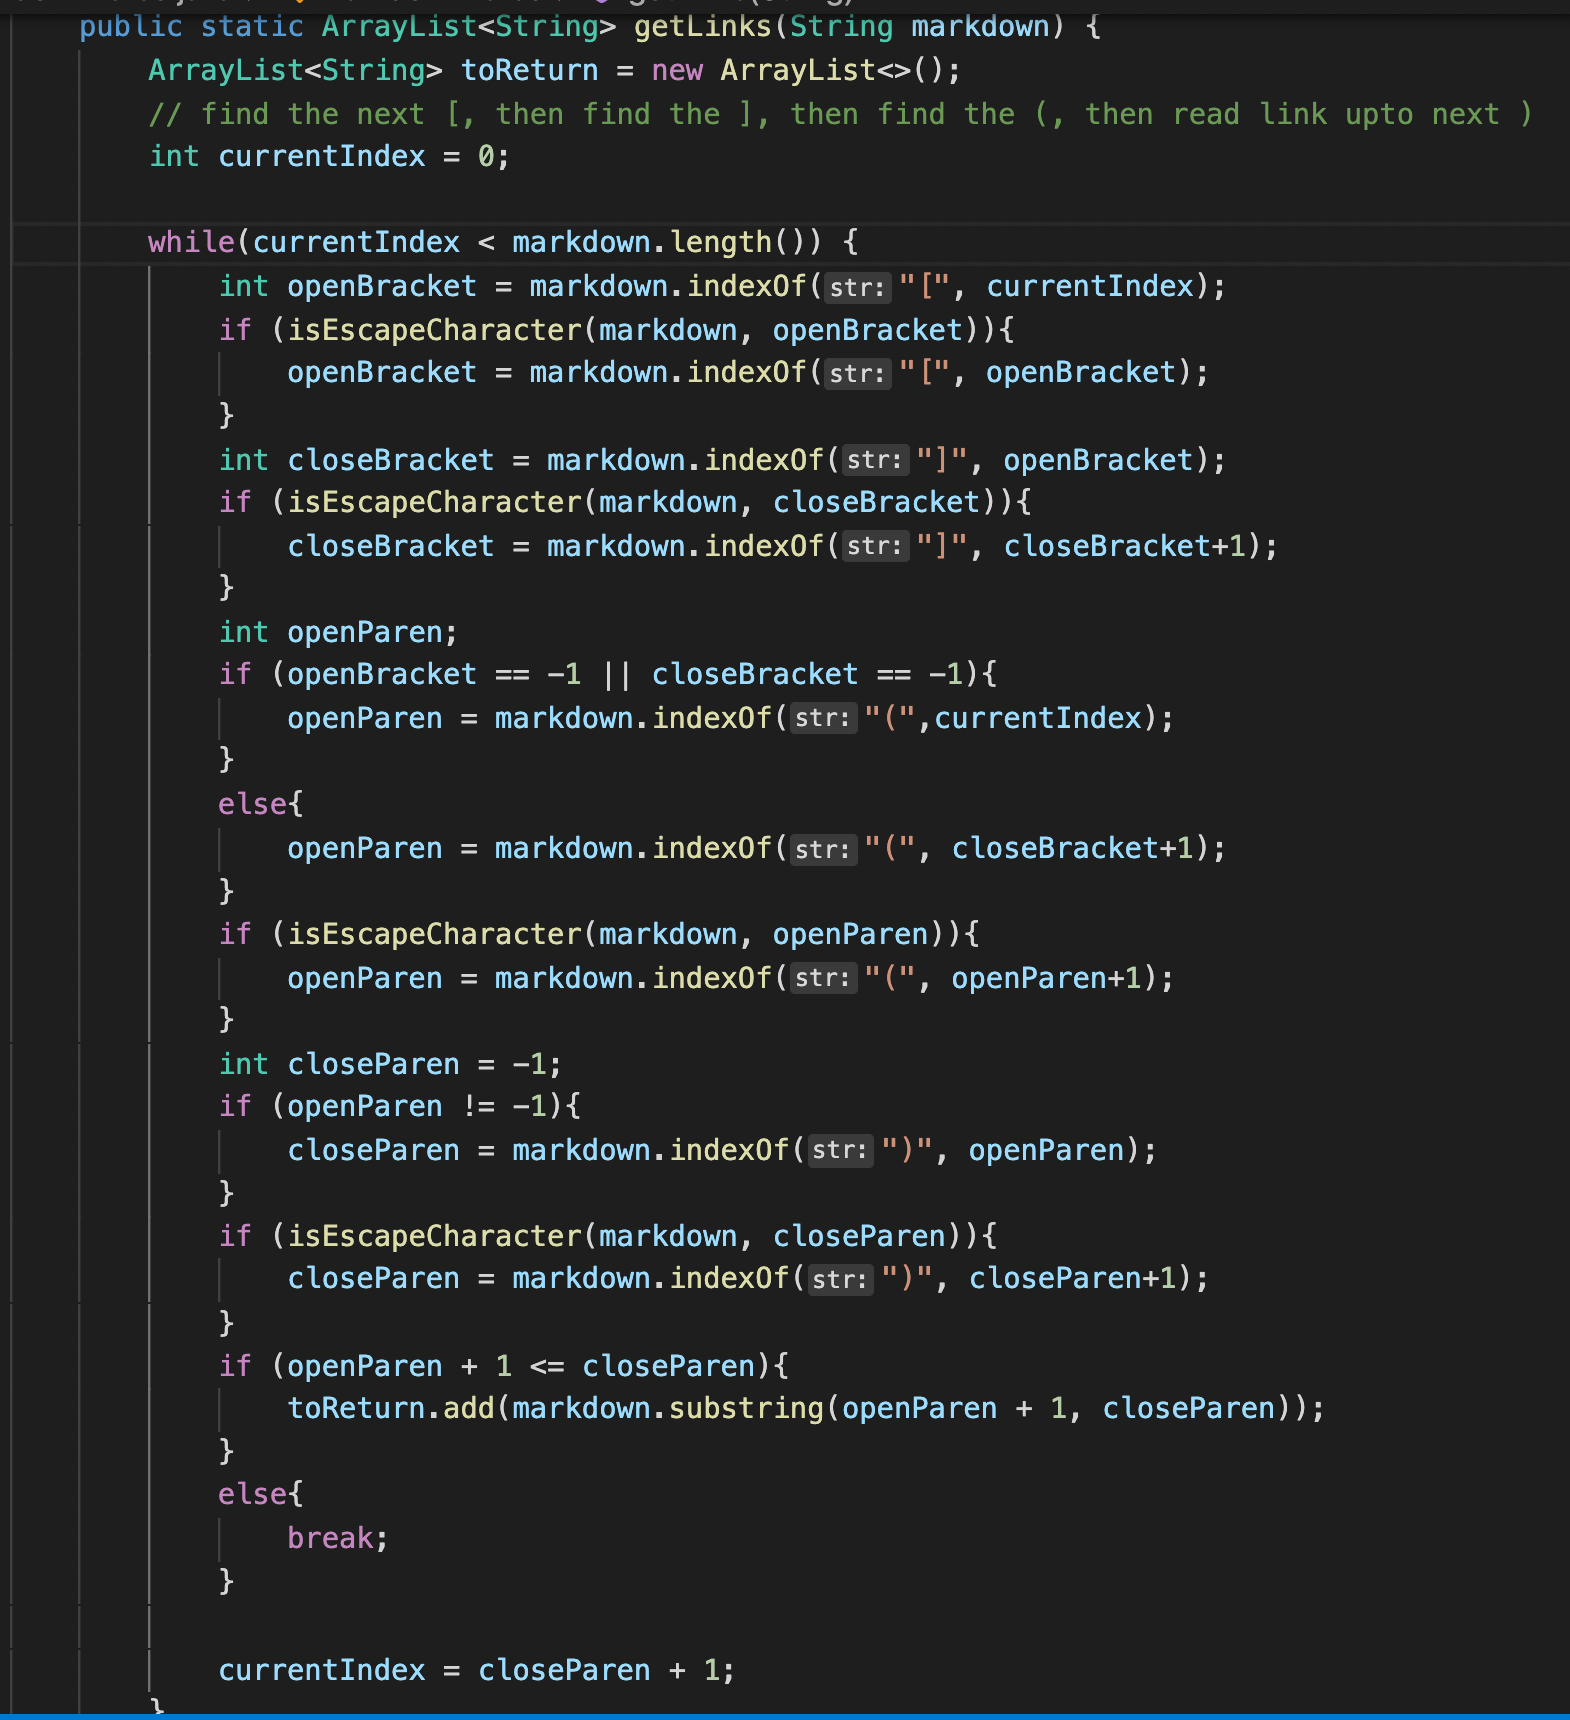 public static ArrayList<String> getLinks(String markdown) {
ArrayList<String> toReturn = new ArrayList<>();
// find the next [, then find the ], then find the (, then read link upto next )
int currentIndex = 0;
while(currentIndex < markdown.length()) {
int openBracket = markdown.indexOf(str: "[", currentIndex);
if (isEscapeCharacter(markdown, openBracket)){
openBracket = markdown.indexOf(str: "[", openBracket);
}
int closeBracket = markdown.indexOf(str: "]", openBracket);
if (isEscapeCharacter(markdown, closeBracket)){
closeBracket = markdown.indexOf(str: "]", closeBracket+1);
}
int openParen;
if (openBracket == -1 || closeBracket == -1){
openParen = markdown.indexOf(str: "(",currentIndex);
}
else{
openParen = markdown.indexOf(str: "(", closeBracket+1);
}
if (isEscapeCharacter(markdown, openParen)){
openParen = markdown.indexOf(str: "(", openParen+1);
}
int closeParen = -1;
if (openParen != -1){
closeParen = markdown.indexOf(str: ")", openParen);
}
if (isEscapeCharacter(markdown, closeParen)){
closeParen = markdown.indexOf(str: ")", closeParen+1);
}
if (openParen + 1 <= closeParen){
toReturn.add(markdown.substring(openParen + 1, closeParen));
}
else{
break;
}
currentIndex = closeParen + 1;
}